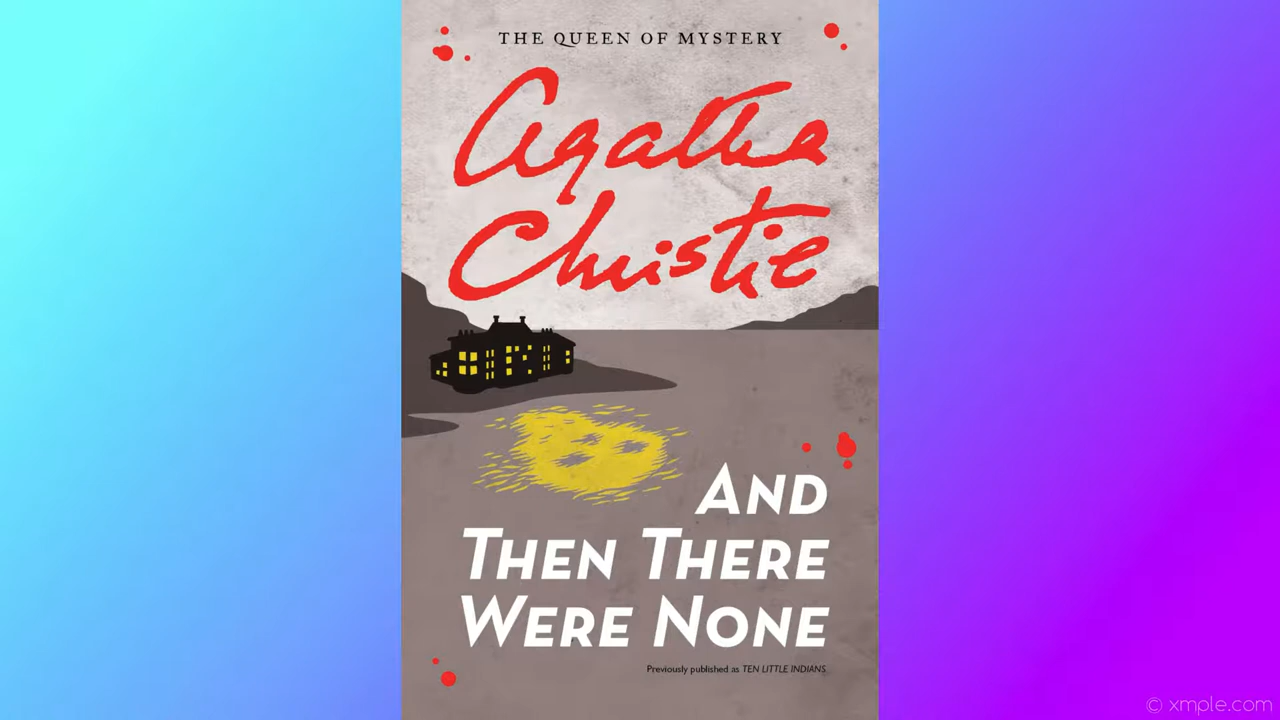 THE QUEEN OF MYSTERY
Agatha
Christie
AND
THEN THERE
WERE NONE
Previously published as TEN LITTLE INDIANS
© xmple.com